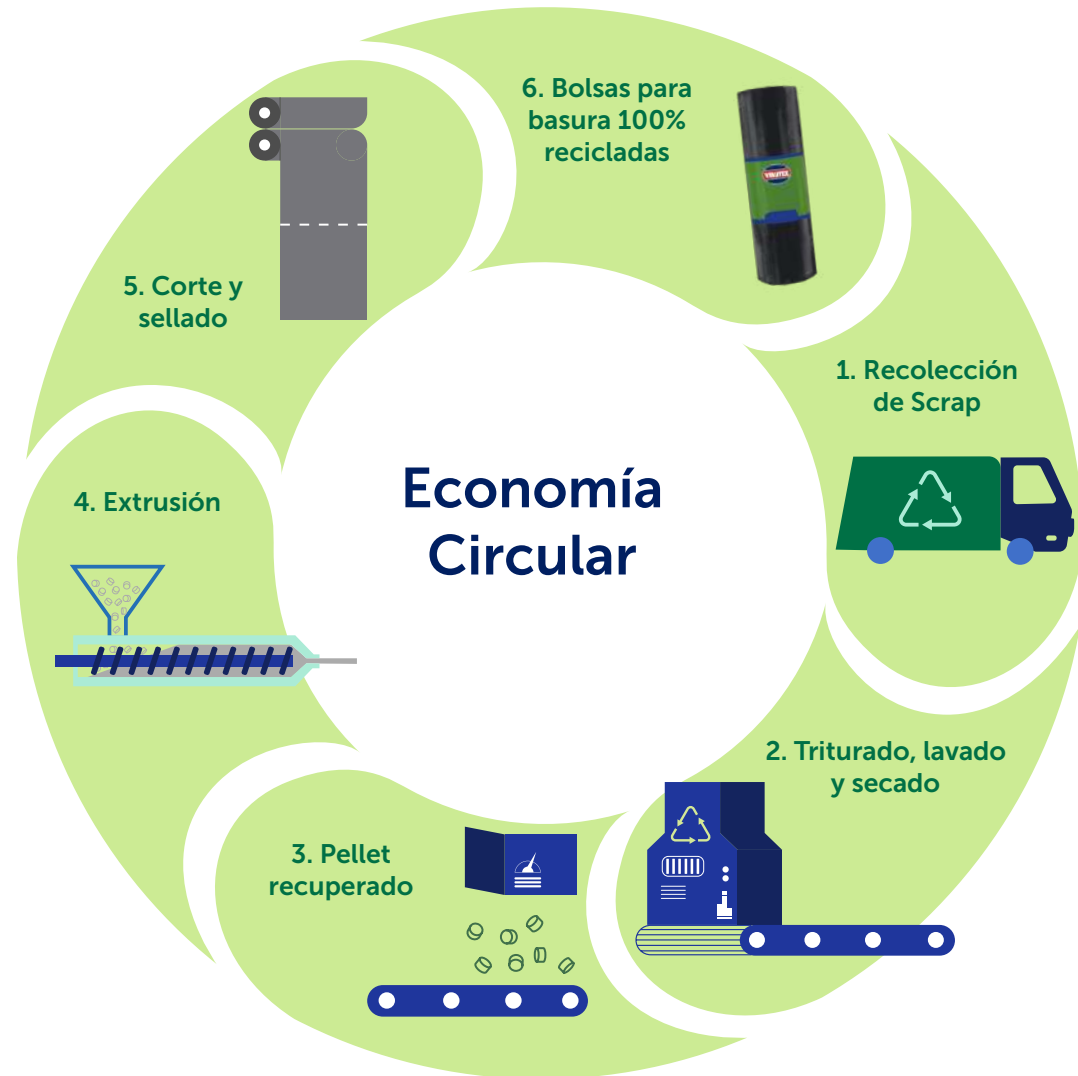 Economía
Circular
1. Recolección
de Scrap
2. Triturado, lavado
y secado
3. Pellet
recuperado
4. Extrusión
5. Corte y
sellado
6. Bolsas para
basura 100%
recicladas
VIRUTEX